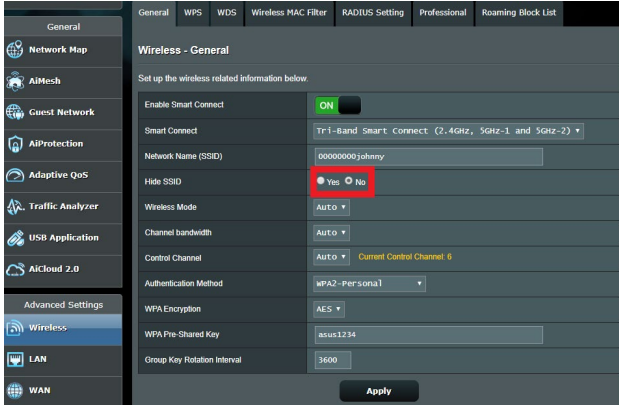 General WPS WDS Wireless MAC Filter RADIUS Setting Professional Roaming Block List
General
Network Map
AiMesh
Guest Network
AiProtection
Adaptive QoS
Traffic Analyzer
USB Application
AiCloud 2.0
Advanced Settings
Wireless
LAN
WAN
Wireless - General
Set up the wireless related information below.
Enable Smart Connect ON
Smart Connect Tri-Band Smart Connect (2.4GHz, 5GHz-1 and 5GHz-2)
Network Name (SSID) 00000000johnny
Hide SSID Yes No
Wireless Mode Auto
Channel bandwidth Auto
Control Channel Auto Current Control Channel: 6
Authentication Method WPA2-Personal
WPA Encryption AES
WPA Pre-Shared Key asus1234
Group Key Rotation Interval 3600
Apply